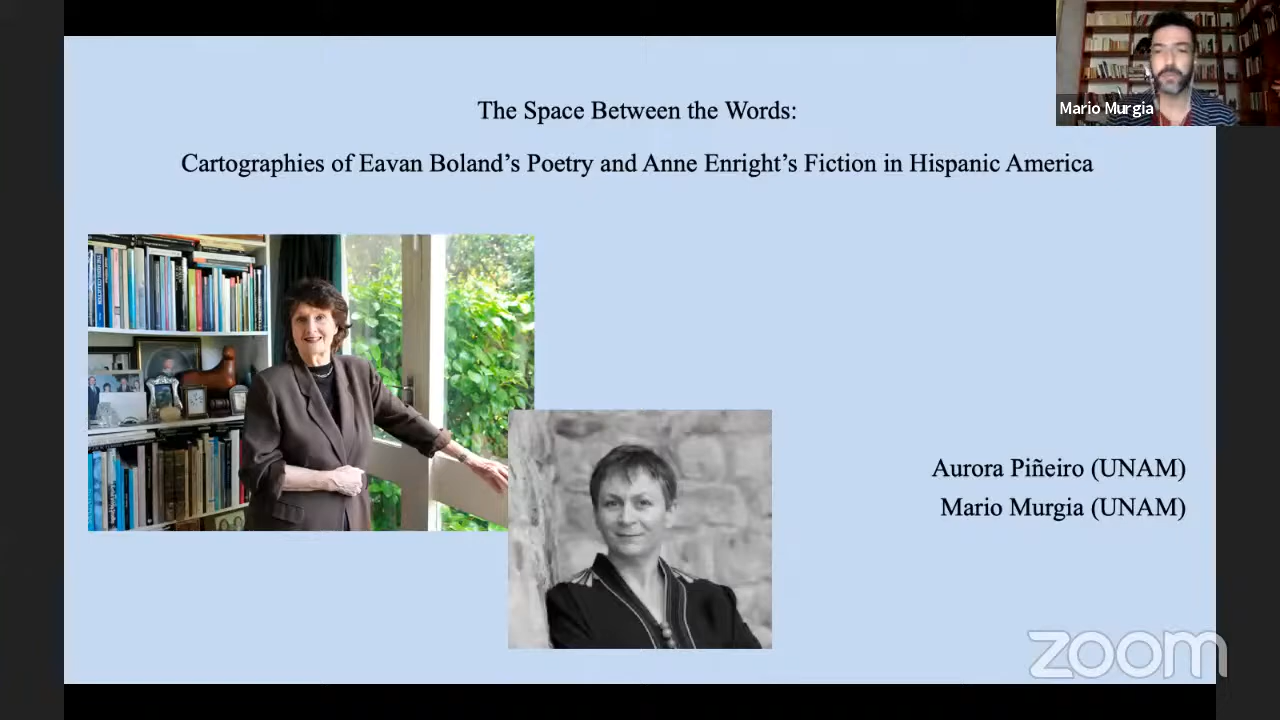 Mario Murgia
The Space Between the Words:
Cartographies of Eavan Boland’s Poetry and Anne Enright’s Fiction in Hispanic America
Aurora Piñeiro (UNAM)
Mario Murgia (UNAM)
zoom